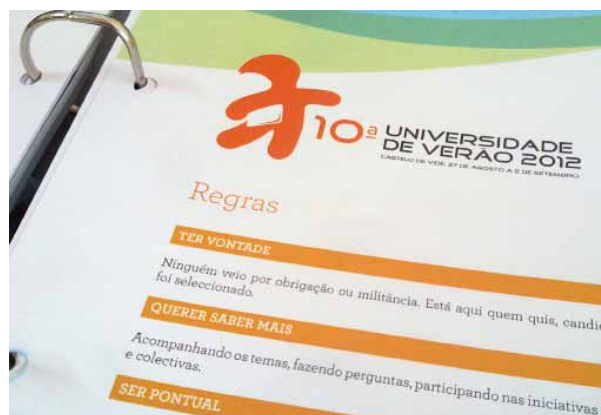 10ª UNIVERSIDADE
DE VERÃO 2012
CASTELO DE VIDE, 27 DE AGOSTO A 2 DE SETEMBRO
Regras
TER VONTADE
Ninguém veio por obrigação ou militância. Está aqui quem quis,
foi seleccionado.
QUERER SABER MAIS
Acompanhando os temas, fazendo perguntas, participando nas iniciativas
e colectivas.
SER PONTUAL